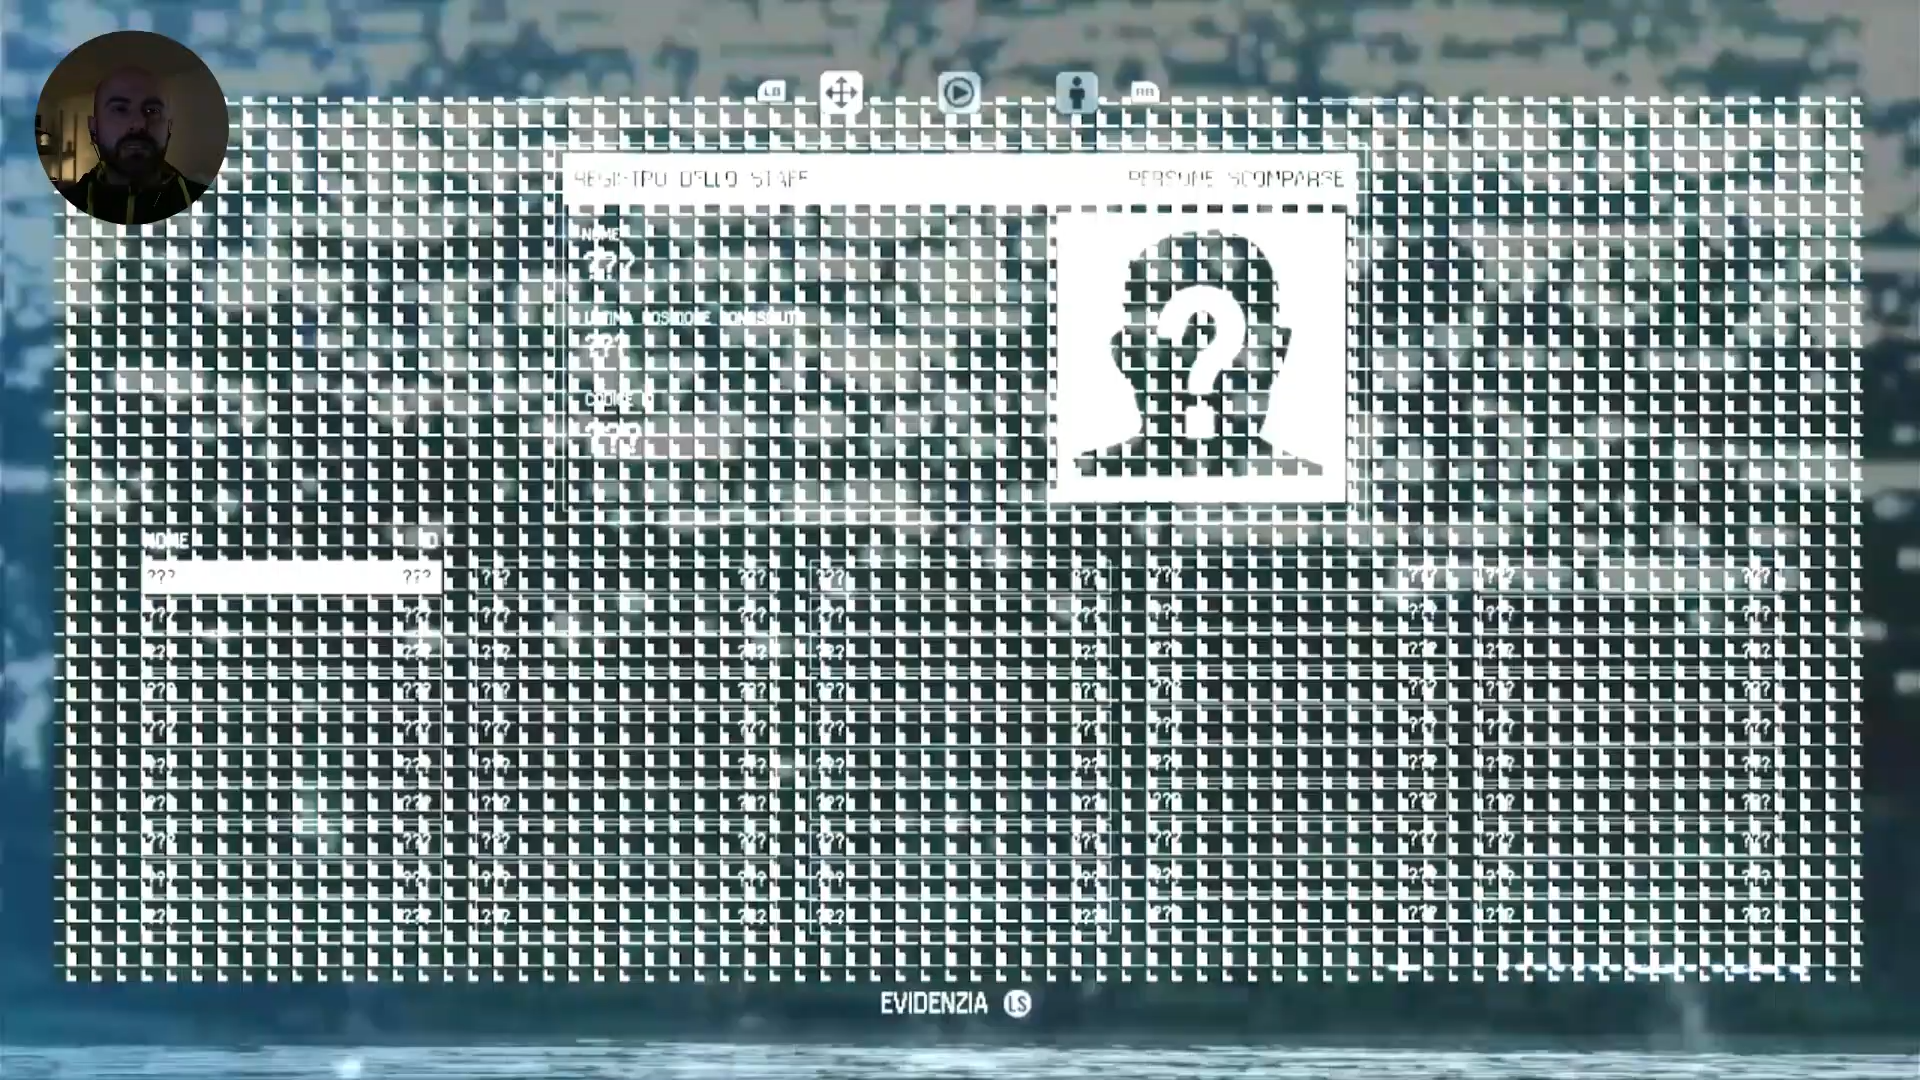 LB RB
REGISTRO DELLO STAFF PERSONE SCOMPARSE
NOME
???
ULTIMA POSIZIONE CONOSCIUTA
???
CODICE ID
???
NOME ID
??? ??? ??? ??? ??? ??? ??? ??? ??? ???
??? ??? ??? ??? ??? ??? ??? ??? ??? ???
??? ??? ??? ??? ??? ??? ??? ??? ??? ???
??? ??? ??? ??? ??? ??? ??? ??? ??? ???
??? ??? ??? ??? ??? ??? ??? ??? ??? ???
??? ??? ??? ??? ??? ??? ??? ??? ??? ???
??? ??? ??? ??? ??? ??? ??? ??? ??? ???
??? ??? ??? ??? ??? ??? ??? ??? ??? ???
??? ??? ??? ??? ??? ??? ??? ??? ??? ???
??? ??? ??? ??? ??? ??? ??? ??? ??? ???
EVIDENZIA LS